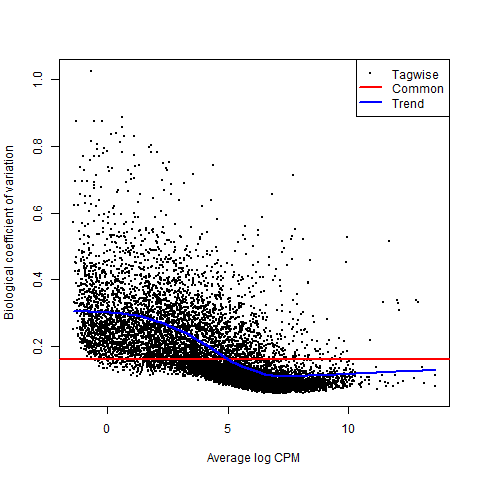 Tagwise
Common
Trend
Biological coefficient of variation
1.0
0.8
0.6
0.4
0.2
0 5 10
Average log CPM